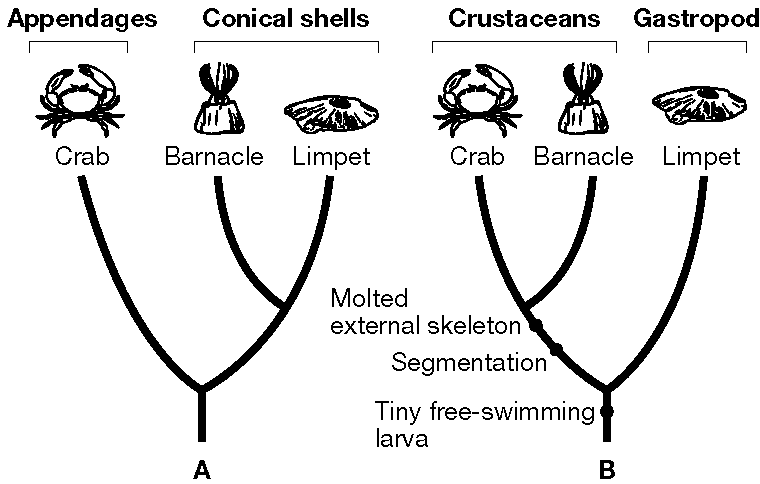 Appendages
Conical shells
Crustaceans
Gastropod
Crab
Barnacle
Limpet
Crab
Barnacle
Limpet
Molted
external skeleton
Segmentation
Tiny free-swimming
larva
A
B